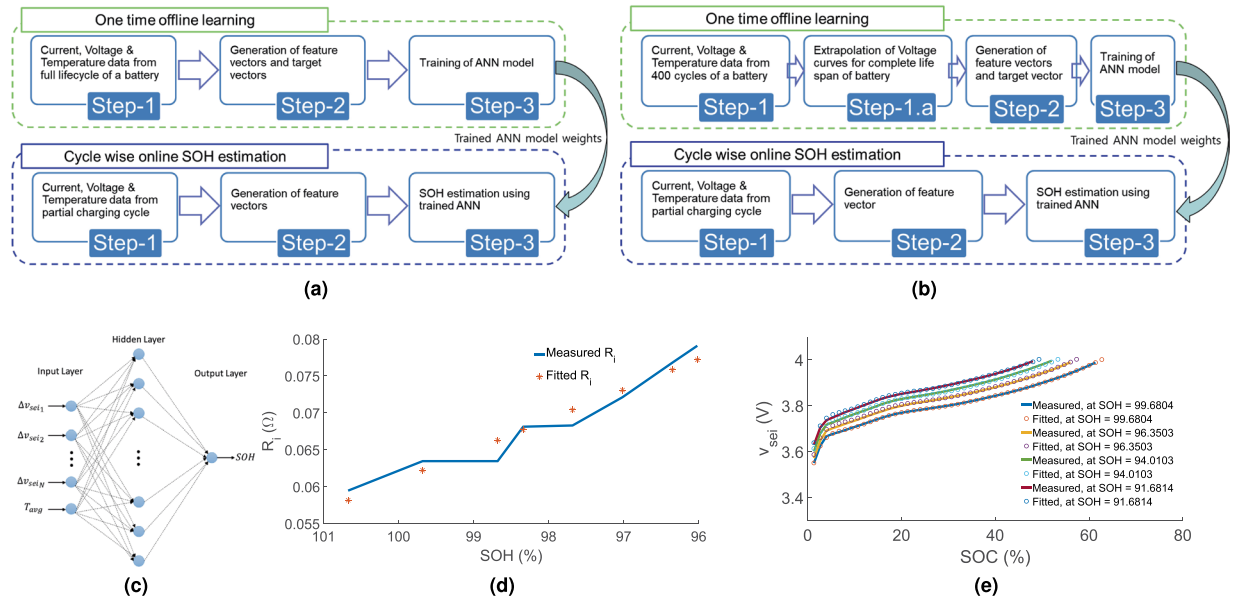 One time offline learning
Current, Voltage &
Temperature data from
full lifecycle of a battery
Step-1
Generation of feature
vectors and target
vectors
Step-2
Training of ANN model
Step-3
Trained ANN model weights
Cycle wise online SOH estimation
Current, Voltage &
Temperature data from
partial charging cycle
Step-1
Generation of feature
vectors
Step-2
SOH estimation using
trained ANN
Step-3
(a)
One time offline learning
Current, Voltage &
Temperature data from
400 cycles of a battery
Step-1
Extrapolation of Voltage
curves for complete life
span of battery
Step-1.a
Generation of
feature vectors
and target vector
Step-2
Training of
ANN model
Step-3
Trained ANN model weights
Cycle wise online SOH estimation
Current, Voltage &
Temperature data from
partial charging cycle
Step-1
Generation of feature
vector
Step-2
SOH estimation using
trained ANN
Step-3
(b)
Hidden Layer
Input Layer
Output Layer
Δv_sei₁
Δv_sei₂
Δv_sei_N
T_avg
SOH
(c)
0.08
0.075
0.07
0.065
0.06
0.055
R_i (Ω)
Measured R_i
Fitted R_i
101
100
99
98
97
96
SOH (%)
(d)
4
3.8
3.6
3.4
v_sei (V)
Measured, at SOH = 99.6804
Fitted, at SOH = 99.6804
Measured, at SOH = 96.3503
Fitted, at SOH = 96.3503
Measured, at SOH = 94.0103
Fitted, at SOH = 94.0103
Measured, at SOH = 91.6814
Fitted, at SOH = 91.6814
0
20
40
60
80
SOC (%)
(e)